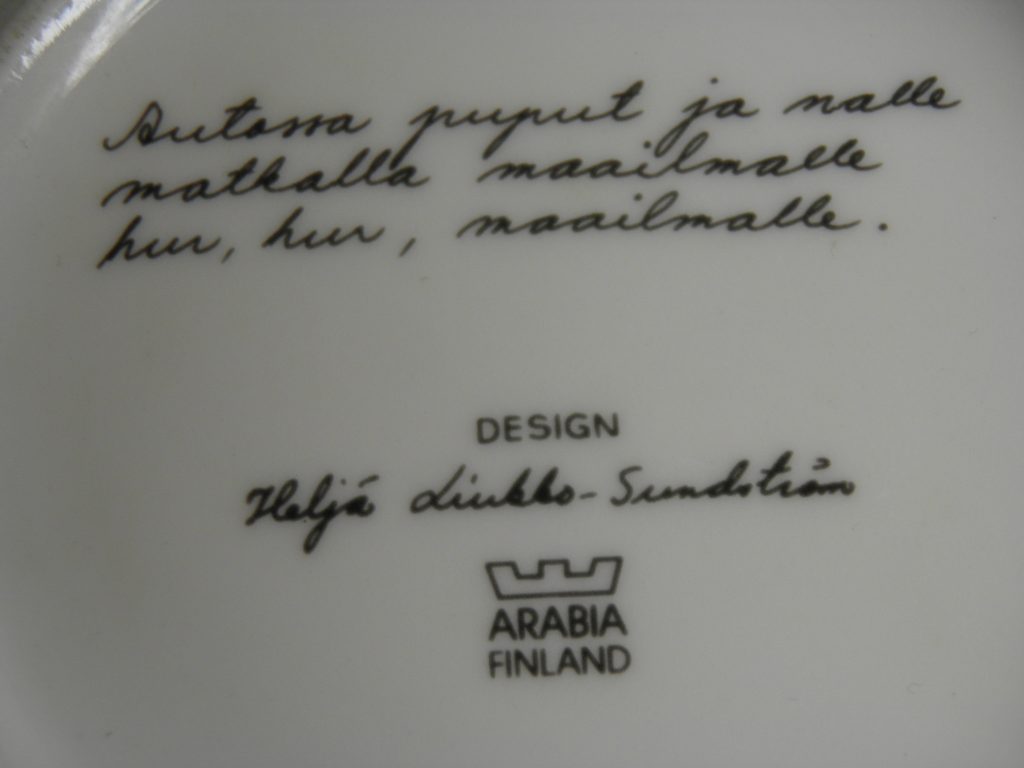 Autossa puput ja nalle
matkalla maailmalle
hur, hur, maailmalle.
DESIGN
Heljä Liukko-Sundström
ARABIA
FINLAND